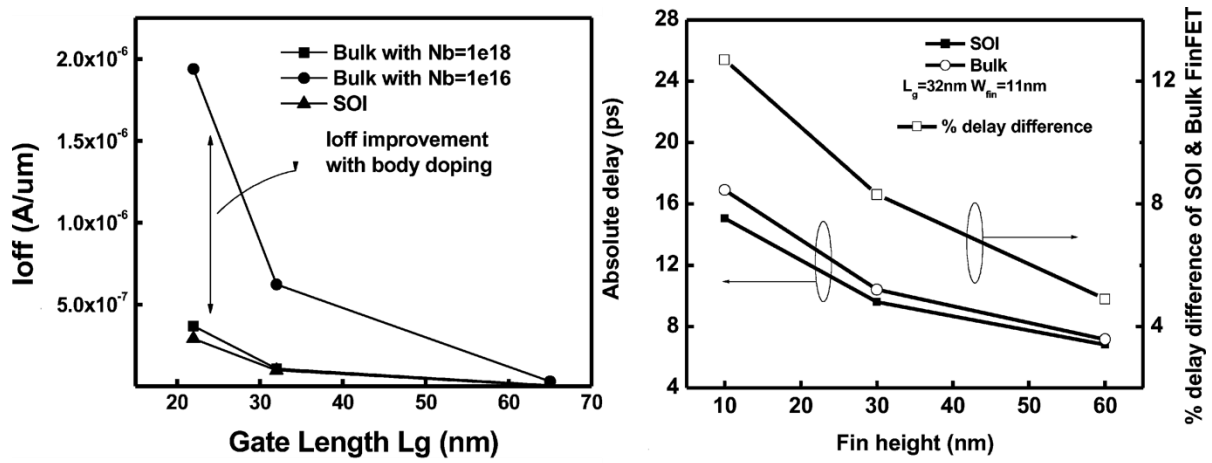 2.0x10⁻⁶
1.5x10⁻⁶
1.0x10⁻⁶
5.0x10⁻⁷
Ioff (A/um)
Bulk with Nb=1e18
Bulk with Nb=1e16
SOI
Ioff improvement
with body doping
20 30 40 50 60 70
Gate Length Lg (nm)
28
24
20
16
12
8
4
Absolute delay (ps)
SOI
Bulk
L_g=32nm W_fin=11nm
% delay difference
12
8
4
% delay difference of SOI & Bulk FinFET
10 20 30 40 50 60
Fin height (nm)